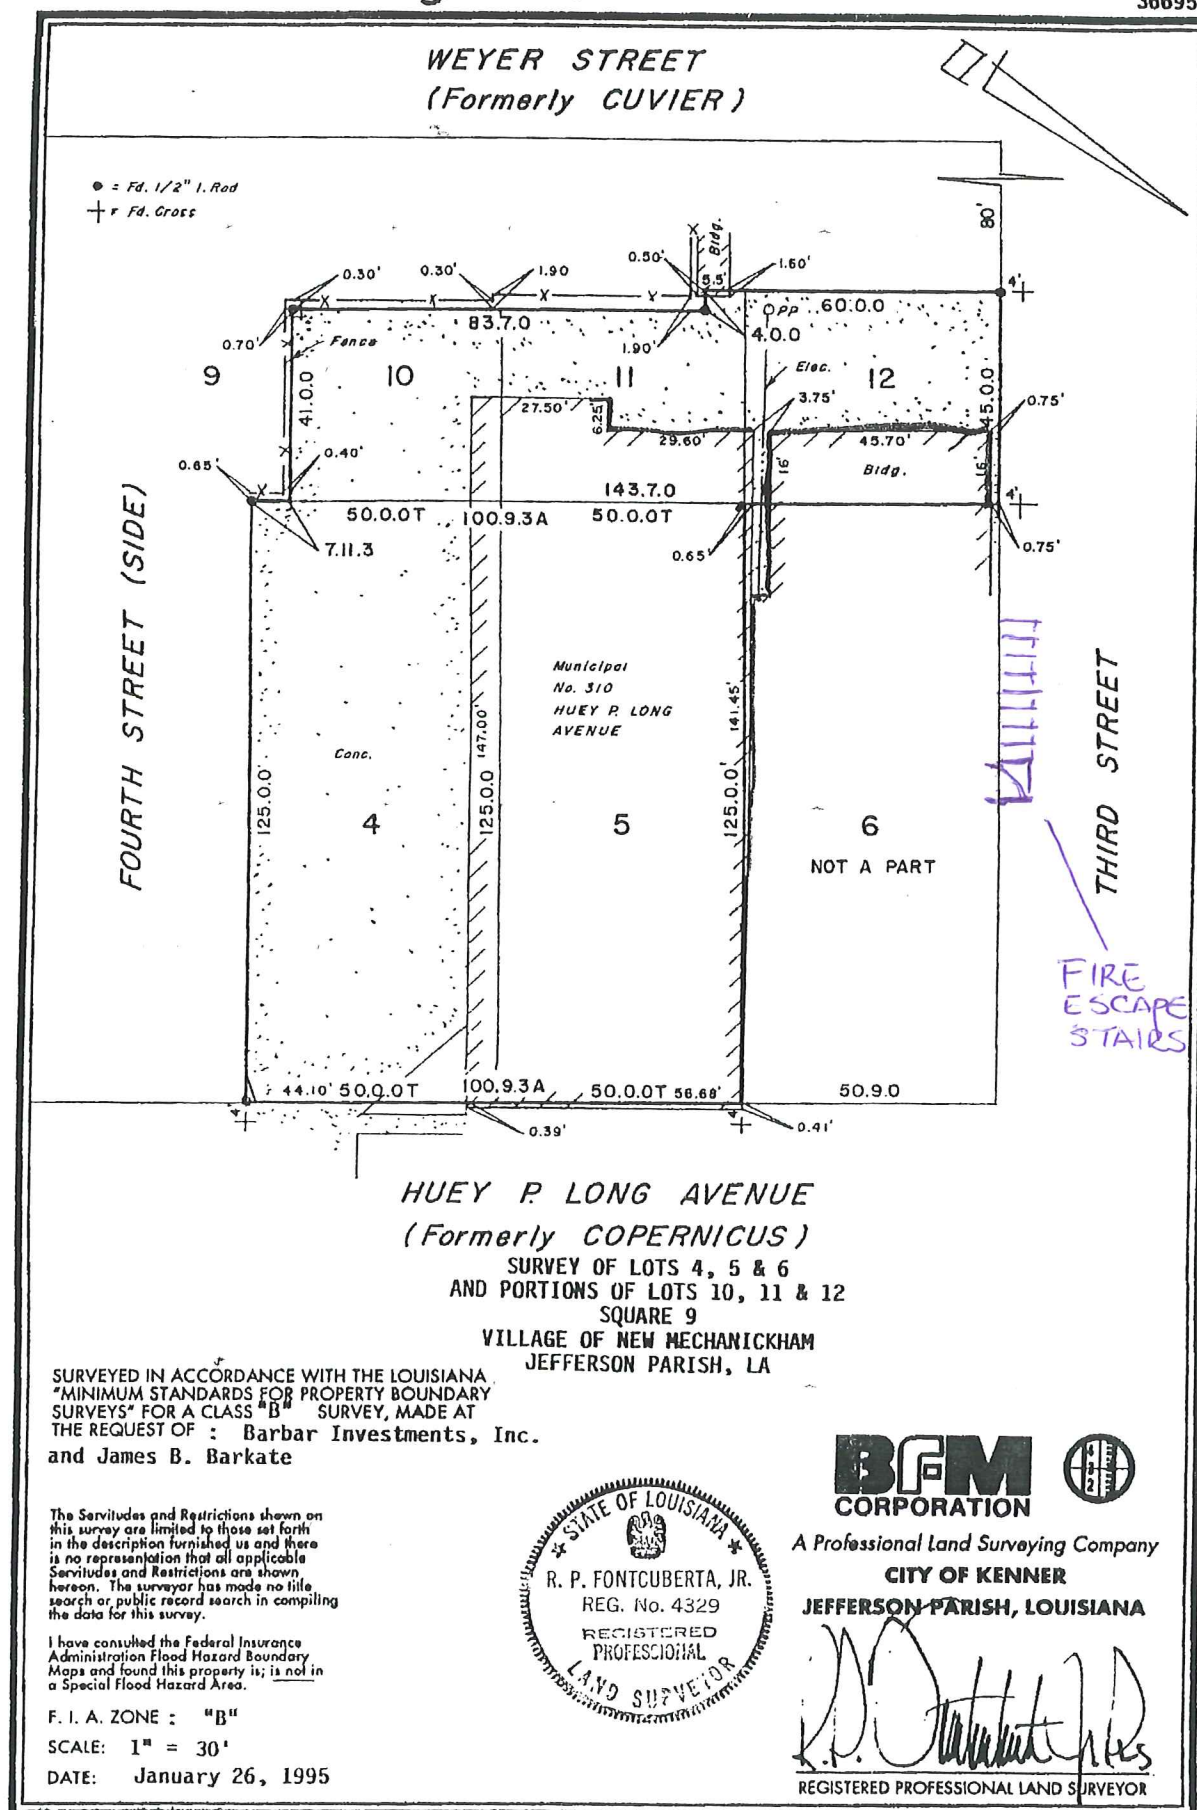 36695
WEYER STREET
(Formerly CUVIER)
● = Fd. 1/2" I. Rod
+ = Fd. Cross
80'
Bldg.
0.50'
5.5'
1.60'
4'
0.30'
0.30'
1.90
60.0.0
PP
83.7.0
4.0.0
0.70'
Fence
1.90'
9
10
11
Elec.
12
41.0.0
27.50'
6.25'
3.75'
45.0.0'
0.75'
29.60'
45.70'
0.65'
0.40'
16'
Bldg.
16'
143.7.0
4'
50.0.0T
100.9.3A
50.0.0T
7.11.3
0.65'
0.75'
4'
FOURTH STREET (SIDE)
Municipal
No. 310
HUEY P. LONG
AVENUE
THIRD STREET
147.00'
141.45'
Conc.
125.0.0'
125.0.0
125.0.0'
4
5
6
NOT A PART
FIRE
ESCAPE
STAIRS
44.10' 50.0.0T 100.9.3A 50.0.0T 56.68' 50.9.0
4'
0.39'
4'
0.41'
HUEY P. LONG AVENUE
(Formerly COPERNICUS)
SURVEY OF LOTS 4, 5 & 6
AND PORTIONS OF LOTS 10, 11 & 12
SQUARE 9
VILLAGE OF NEW MECHANICKHAM
JEFFERSON PARISH, LA
SURVEYED IN ACCORDANCE WITH THE LOUISIANA
"MINIMUM STANDARDS FOR PROPERTY BOUNDARY
SURVEYS" FOR A CLASS "B" SURVEY, MADE AT
THE REQUEST OF : Barbar Investments, Inc.
and James B. Barkate
The Servitudes and Restrictions shown on
this survey are limited to those set forth
in the description furnished us and there
is no representation that all applicable
Servitudes and Restrictions are shown
hereon. The surveyor has made no title
search or public record search in compiling
the data for this survey.
I have consulted the Federal Insurance
Administration Flood Hazard Boundary
Maps and found this property is; is not in
a Special Flood Hazard Area.
F. I. A. ZONE : "B"
SCALE: 1" = 30'
DATE: January 26, 1995
STATE OF LOUISIANA
R. P. FONTCUBERTA, JR.
REG. No. 4329
REGISTERED
PROFESSIONAL
LAND SURVEYOR
BFM
CORPORATION
4
3
2
A Professional Land Surveying Company
CITY OF KENNER
JEFFERSON PARISH, LOUISIANA
REGISTERED PROFESSIONAL LAND SURVEYOR